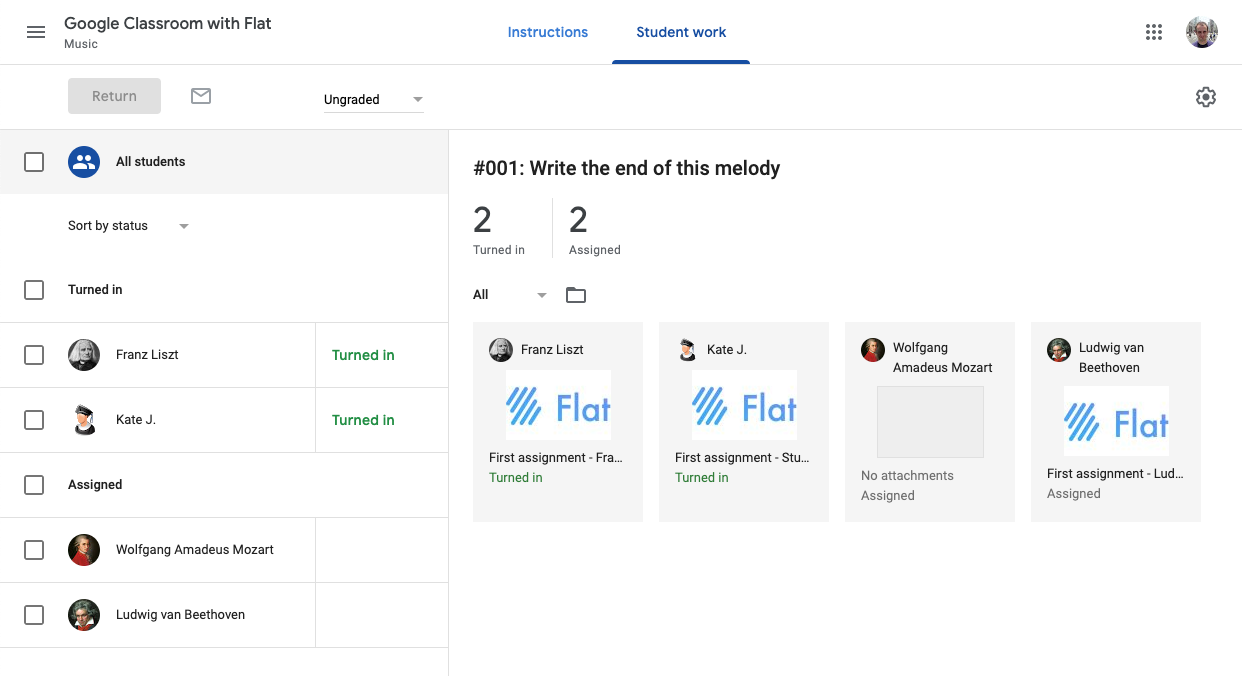 Google Classroom with Flat
Music
Instructions
Student work
Return
Ungraded
All students
Sort by status
Turned in
Franz Liszt
Turned in
Kate J.
Turned in
Assigned
Wolfgang Amadeus Mozart
Ludwig van Beethoven
#001: Write the end of this melody
2
Turned in
2
Assigned
All
Franz Liszt
Flat
First assignment - Fra...
Turned in
Kate J.
Flat
First assignment - Stu...
Turned in
Wolfgang
Amadeus Mozart
No attachments
Assigned
Ludwig van
Beethoven
Flat
First assignment - Lud...
Assigned